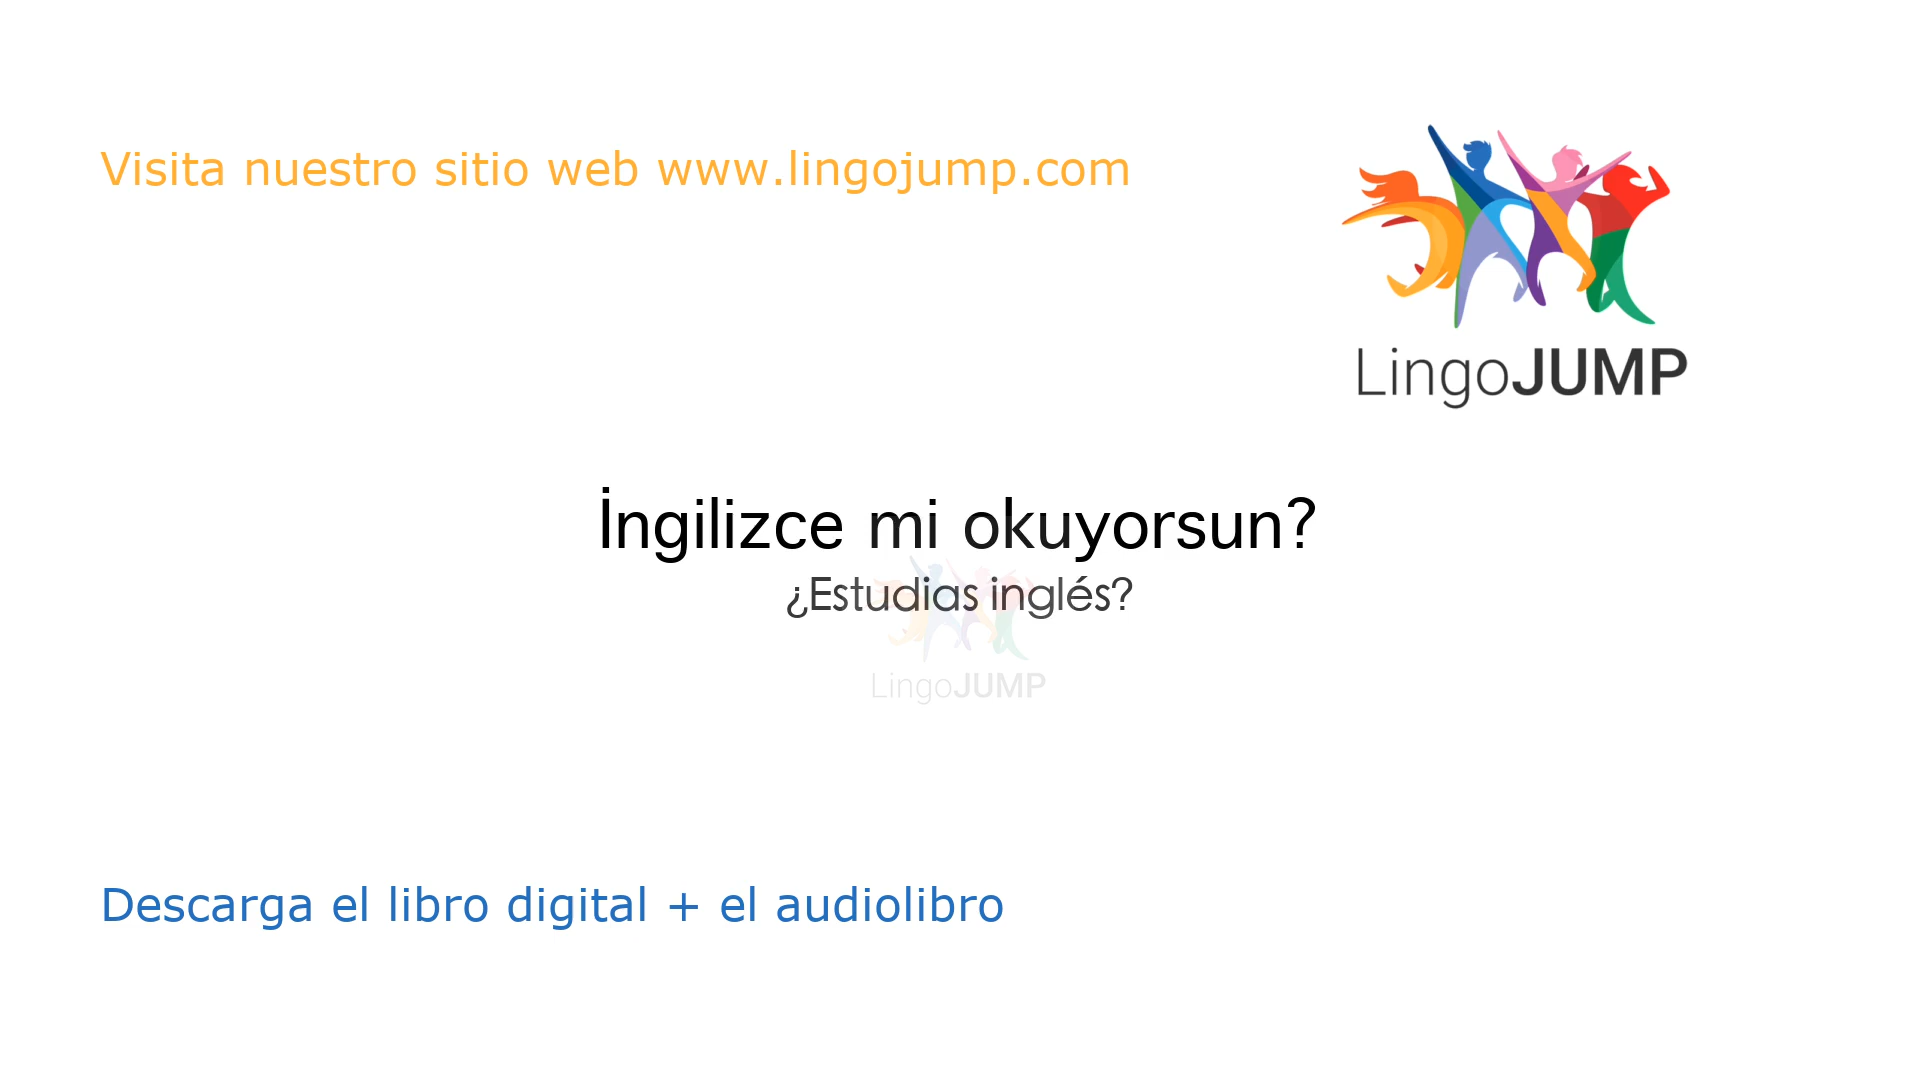 Visita nuestro sitio web www.lingojump.com
LingoJUMP
İngilizce mi okuyorsun?
¿Estudias inglés?
LingoJUMP
Descarga el libro digital + el audiolibro